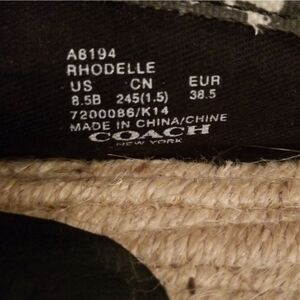 A8194
RHODELLE
US CN EUR
8.5B 245(1.5) 38.5
7200086/K14
MADE IN CHINA/CHINE
COACH
NEW YORK